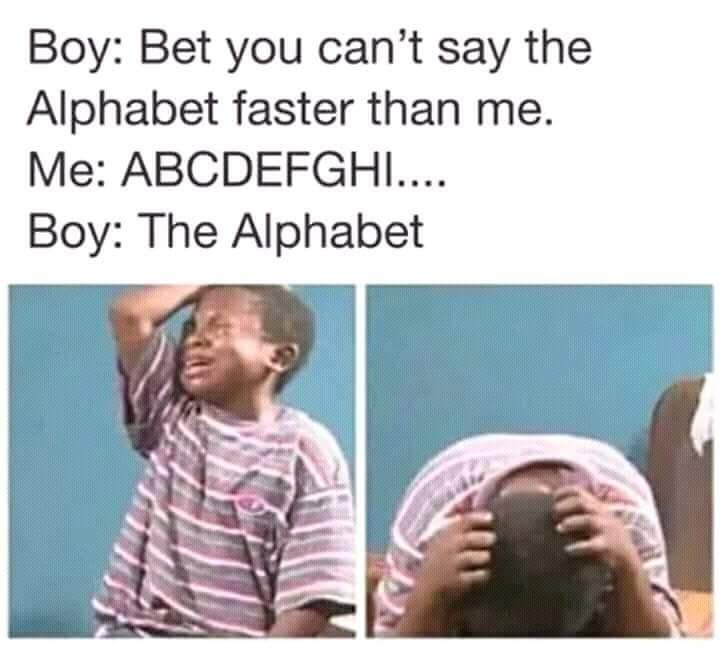 Boy: Bet you can’t say the
Alphabet faster than me.
Me: ABCDEFGHI....
Boy: The Alphabet